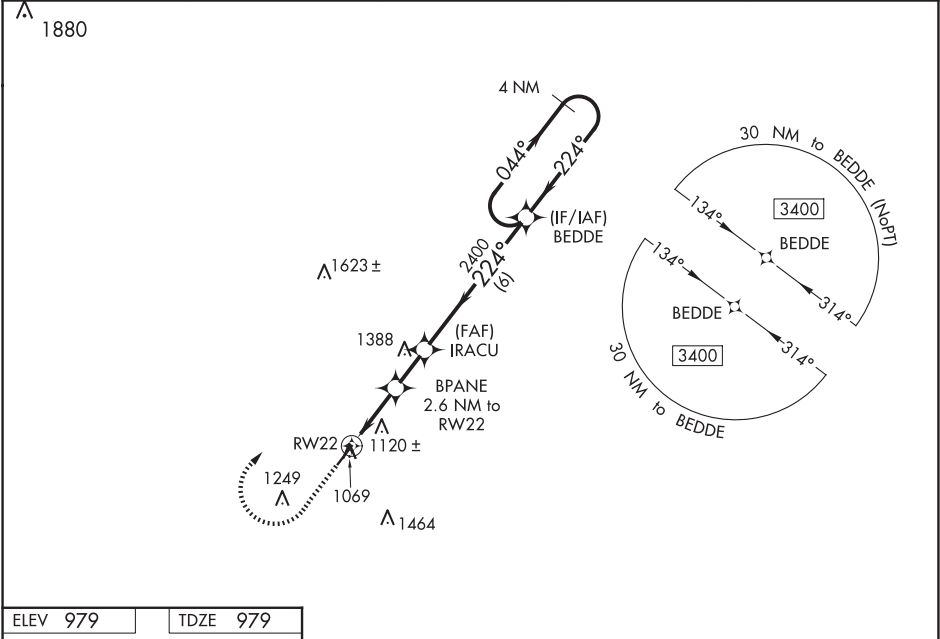 1880
4 NM
044°
224°
(IF/IAF)
BEDDE
2400
224°
(6)
1623 ±
1388
(FAF)
IRACU
BPANE
2.6 NM to
RW22
RW22
1120 ±
1249
1069
1464
30 NM to BEDDE (NoPT)
134°
3400
BEDDE
314°
134°
BEDDE
314°
3400
30 NM to BEDDE
ELEV 979
TDZE 979